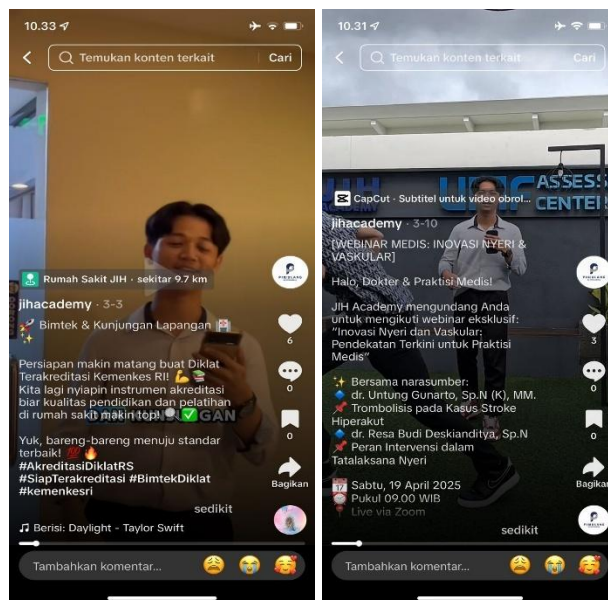 10.33
Temukan konten terkait
Cari
Rumah Sakit JIH · sekitar 9.7 km
jihacademy · 3-3
🚀 Bimtek & Kunjungan Lapangan 🏥
✨
Persiapan makin matang buat Diklat
Terakreditasi Kemenkes RI! 💪📚
Kita lagi nyiapin instrumen akreditasi
biar kualitas pendidikan dan pelatihan
di rumah sakit makin top! ✅
Yuk, bareng-bareng menuju standar
terbaik! 💯🔥
#AkreditasiDiklatRS
#SiapTerakreditasi #BimtekDiklat
#kemenkesri
sedikit
🎵 Berisi: Daylight - Taylor Swift
6
0
0
Bagikan
Tambahkan komentar...
10.31
Temukan konten terkait
Cari
ASSESS
CENTER
CapCut · Subtitel untuk video obrol...
jihacademy · 3-10
[WEBINAR MEDIS: INOVASI NYERI &
VASKULAR]
Halo, Dokter & Praktisi Medis!
JIH Academy mengundang Anda
untuk mengikuti webinar eksklusif:
“Inovasi Nyeri dan Vaskular:
Pendekatan Terkini untuk Praktisi
Medis”
✨ Bersama narasumber:
🔷 dr. Untung Gunarto, Sp.N (K), MM.
📌 Trombolisis pada Kasus Stroke
Hiperakut
🔷 dr. Resa Budi Deskianditya, Sp.N
📌 Peran Intervensi dalam
Tatalaksana Nyeri
📅 Sabtu, 19 April 2025
Pukul 09.00 WIB
📍 Live via Zoom
sedikit
3
0
0
Bagikan
Tambahkan komentar...